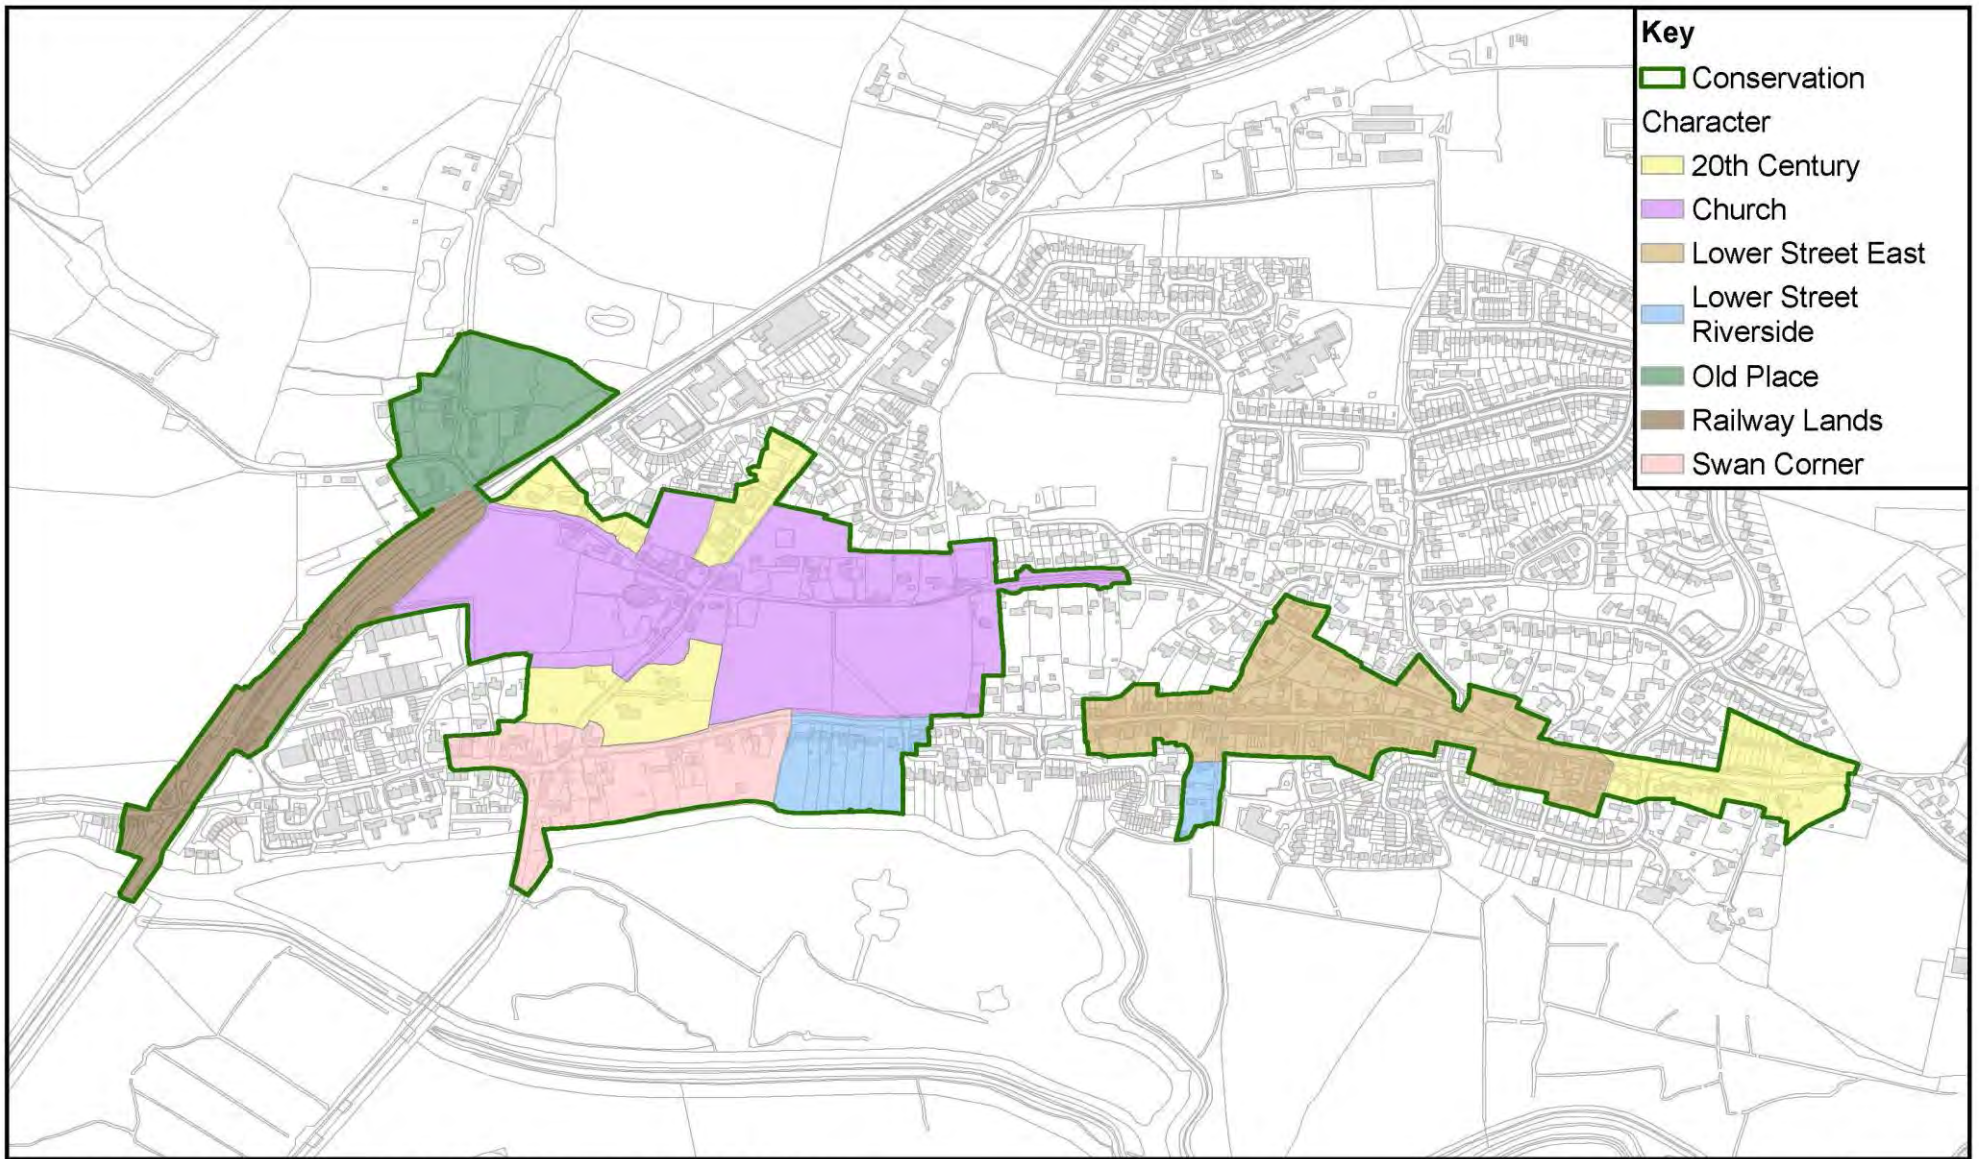 Key
Conservation
Character
20th Century
Church
Lower Street East
Lower Street
Riverside
Old Place
Railway Lands
Swan Corner